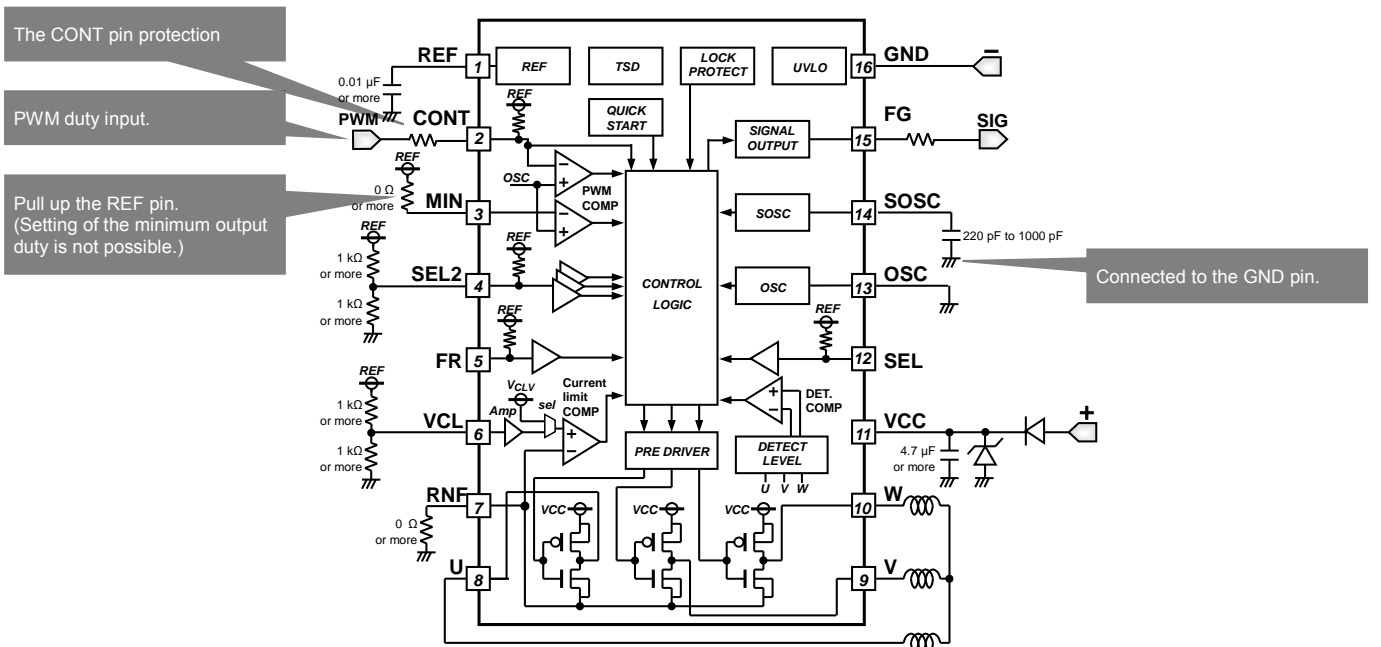 The CONT pin protection
PWM duty input.
Pull up the REF pin.
(Setting of the minimum output
duty is not possible.)
REF
1
0.01 µF
or more
PWM
CONT
2
REF
0 Ω
or more
MIN
3
REF
1 kΩ
or more
SEL2
4
1 kΩ
or more
FR
5
REF
1 kΩ
or more
VCL
6
1 kΩ
or more
RNF
7
0 Ω
or more
U
8
REF
TSD
LOCK
PROTECT
UVLO
REF
QUICK
START
SIGNAL
OUTPUT
OSC
PWM
COMP
REF
SOSC
CONTROL
LOGIC
OSC
REF
REF
VCLV
Amp
sel
Current
limit
COMP
DET.
COMP
PRE DRIVER
DETECT
LEVEL
U V W
VCC
VCC
VCC
16
GND
–
15
FG
SIG
14
SOSC
220 pF to 1000 pF
13
OSC
Connected to the GND pin.
12
SEL
11
VCC
+
4.7 µF
or more
10
W
9
V